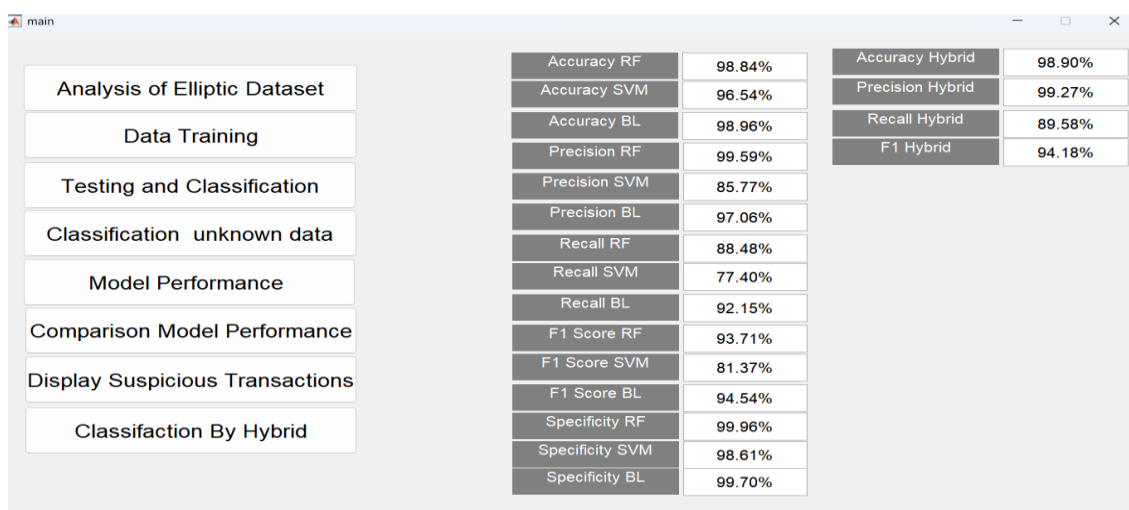 main
Analysis of Elliptic Dataset
Data Training
Testing and Classification
Classification  unknown data
Model Performance
Comparison Model Performance
Display Suspicious Transactions
Classifaction By Hybrid
Accuracy RF 98.84%
Accuracy SVM 96.54%
Accuracy BL 98.96%
Precision RF 99.59%
Precision SVM 85.77%
Precision BL 97.06%
Recall RF 88.48%
Recall SVM 77.40%
Recall BL 92.15%
F1 Score RF 93.71%
F1 Score SVM 81.37%
F1 Score BL 94.54%
Specificity RF 99.96%
Specificity SVM 98.61%
Specificity BL 99.70%
Accuracy Hybrid 98.90%
Precision Hybrid 99.27%
Recall Hybrid 89.58%
F1 Hybrid 94.18%